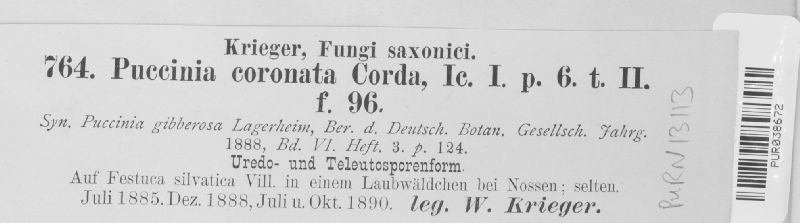 Krieger, Fungi saxonici.
764. Puccinia coronata Corda, Ic. I. p. 6. t. II.
f. 96.
Syn. Puccinia gibberosa Lagerheim, Ber. d. Deutsch. Botan. Gesellsch. Jahrg.
1888, Bd. VI. Heft. 3. p. 124.
Uredo- und Teleutosporenform.
Auf Festuca silvatica Vill. in einem Laubwäldchen bei Nossen; selten.
Juli 1885. Dez. 1888, Juli u. Okt. 1890. leg. W. Krieger.
PURN13113
PUR038672